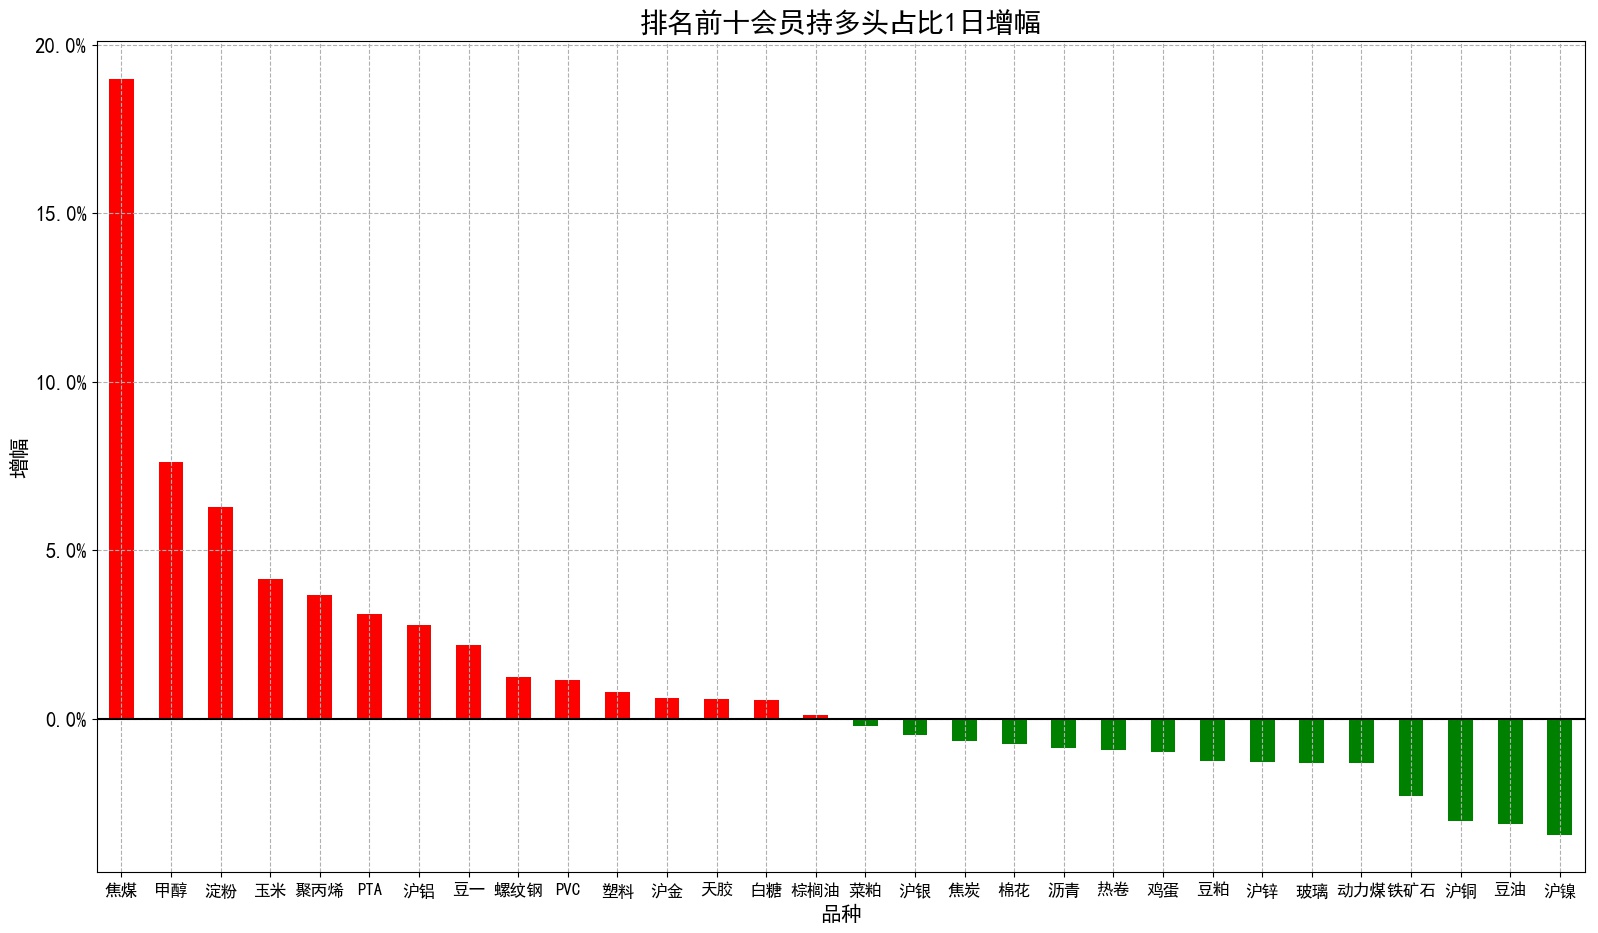 排名前十会员持多头占比1日增幅
20.0%
15.0%
10.0%
5.0%
0.0%
增幅
焦煤 甲醇 淀粉 玉米 聚丙烯 PTA 沪铝 豆一 螺纹钢 PVC 塑料 沪金 天胶 白糖 棕榈油 菜粕 沪银 焦炭 棉花 沥青 热卷 鸡蛋 豆粕 沪锌 玻璃 动力煤 铁矿石 沪铜 豆油 沪镍
品种